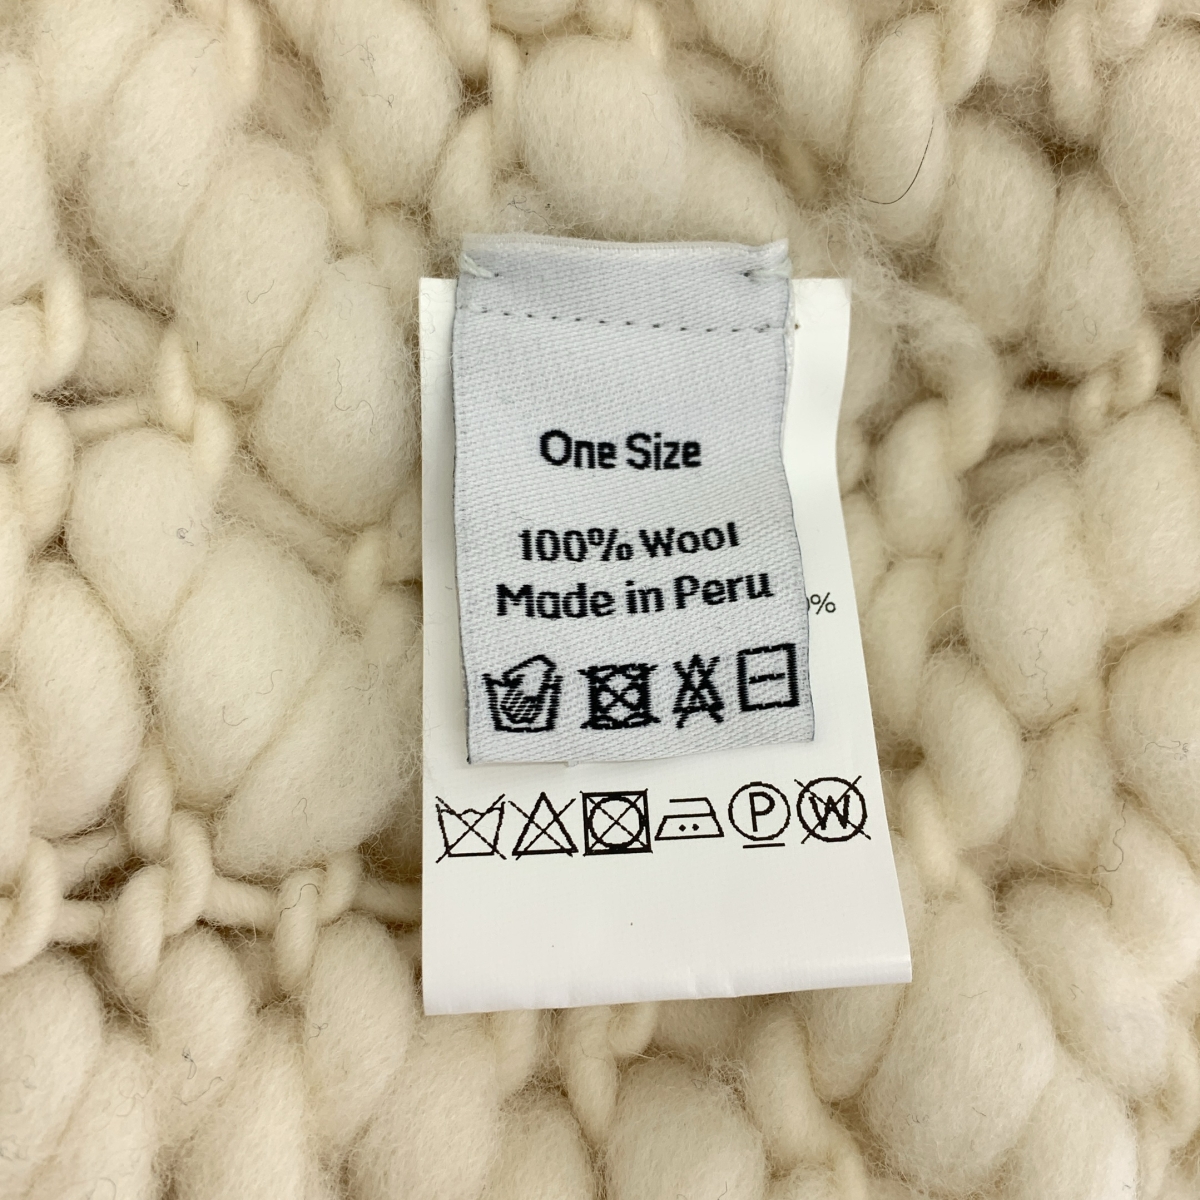 One Size
100% Wool
Made in Peru
%
P
W